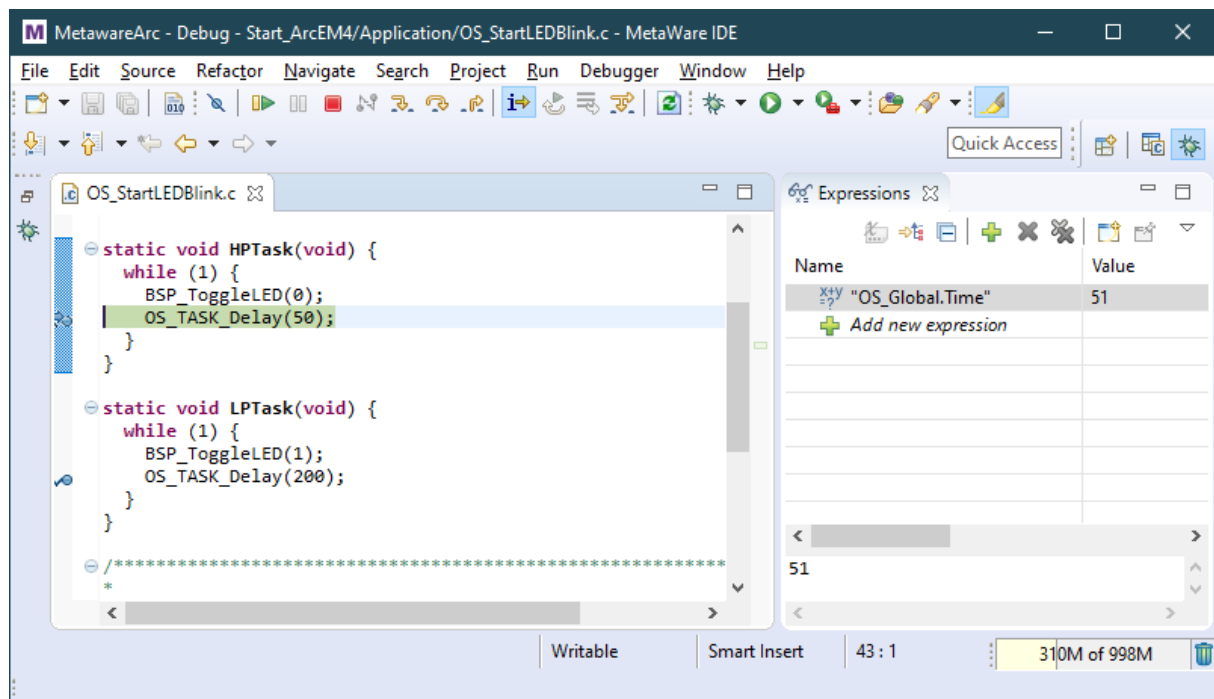 MetawareArc - Debug - Start_ArcEM4/Application/OS_StartLEDBlink.c - MetaWare IDE
File Edit Source Refactor Navigate Search Project Run Debugger Window Help
Quick Access
OS_StartLEDBlink.c
static void HPTask(void) {
while (1) {
BSP_ToggleLED(0);
OS_TASK_Delay(50);
}
}
static void LPTask(void) {
while (1) {
BSP_ToggleLED(1);
OS_TASK_Delay(200);
}
}
/*********************************************************
*
Expressions
Name Value
"OS_Global.Time" 51
Add new expression
51
Writable Smart Insert 43 : 1 310M of 998M